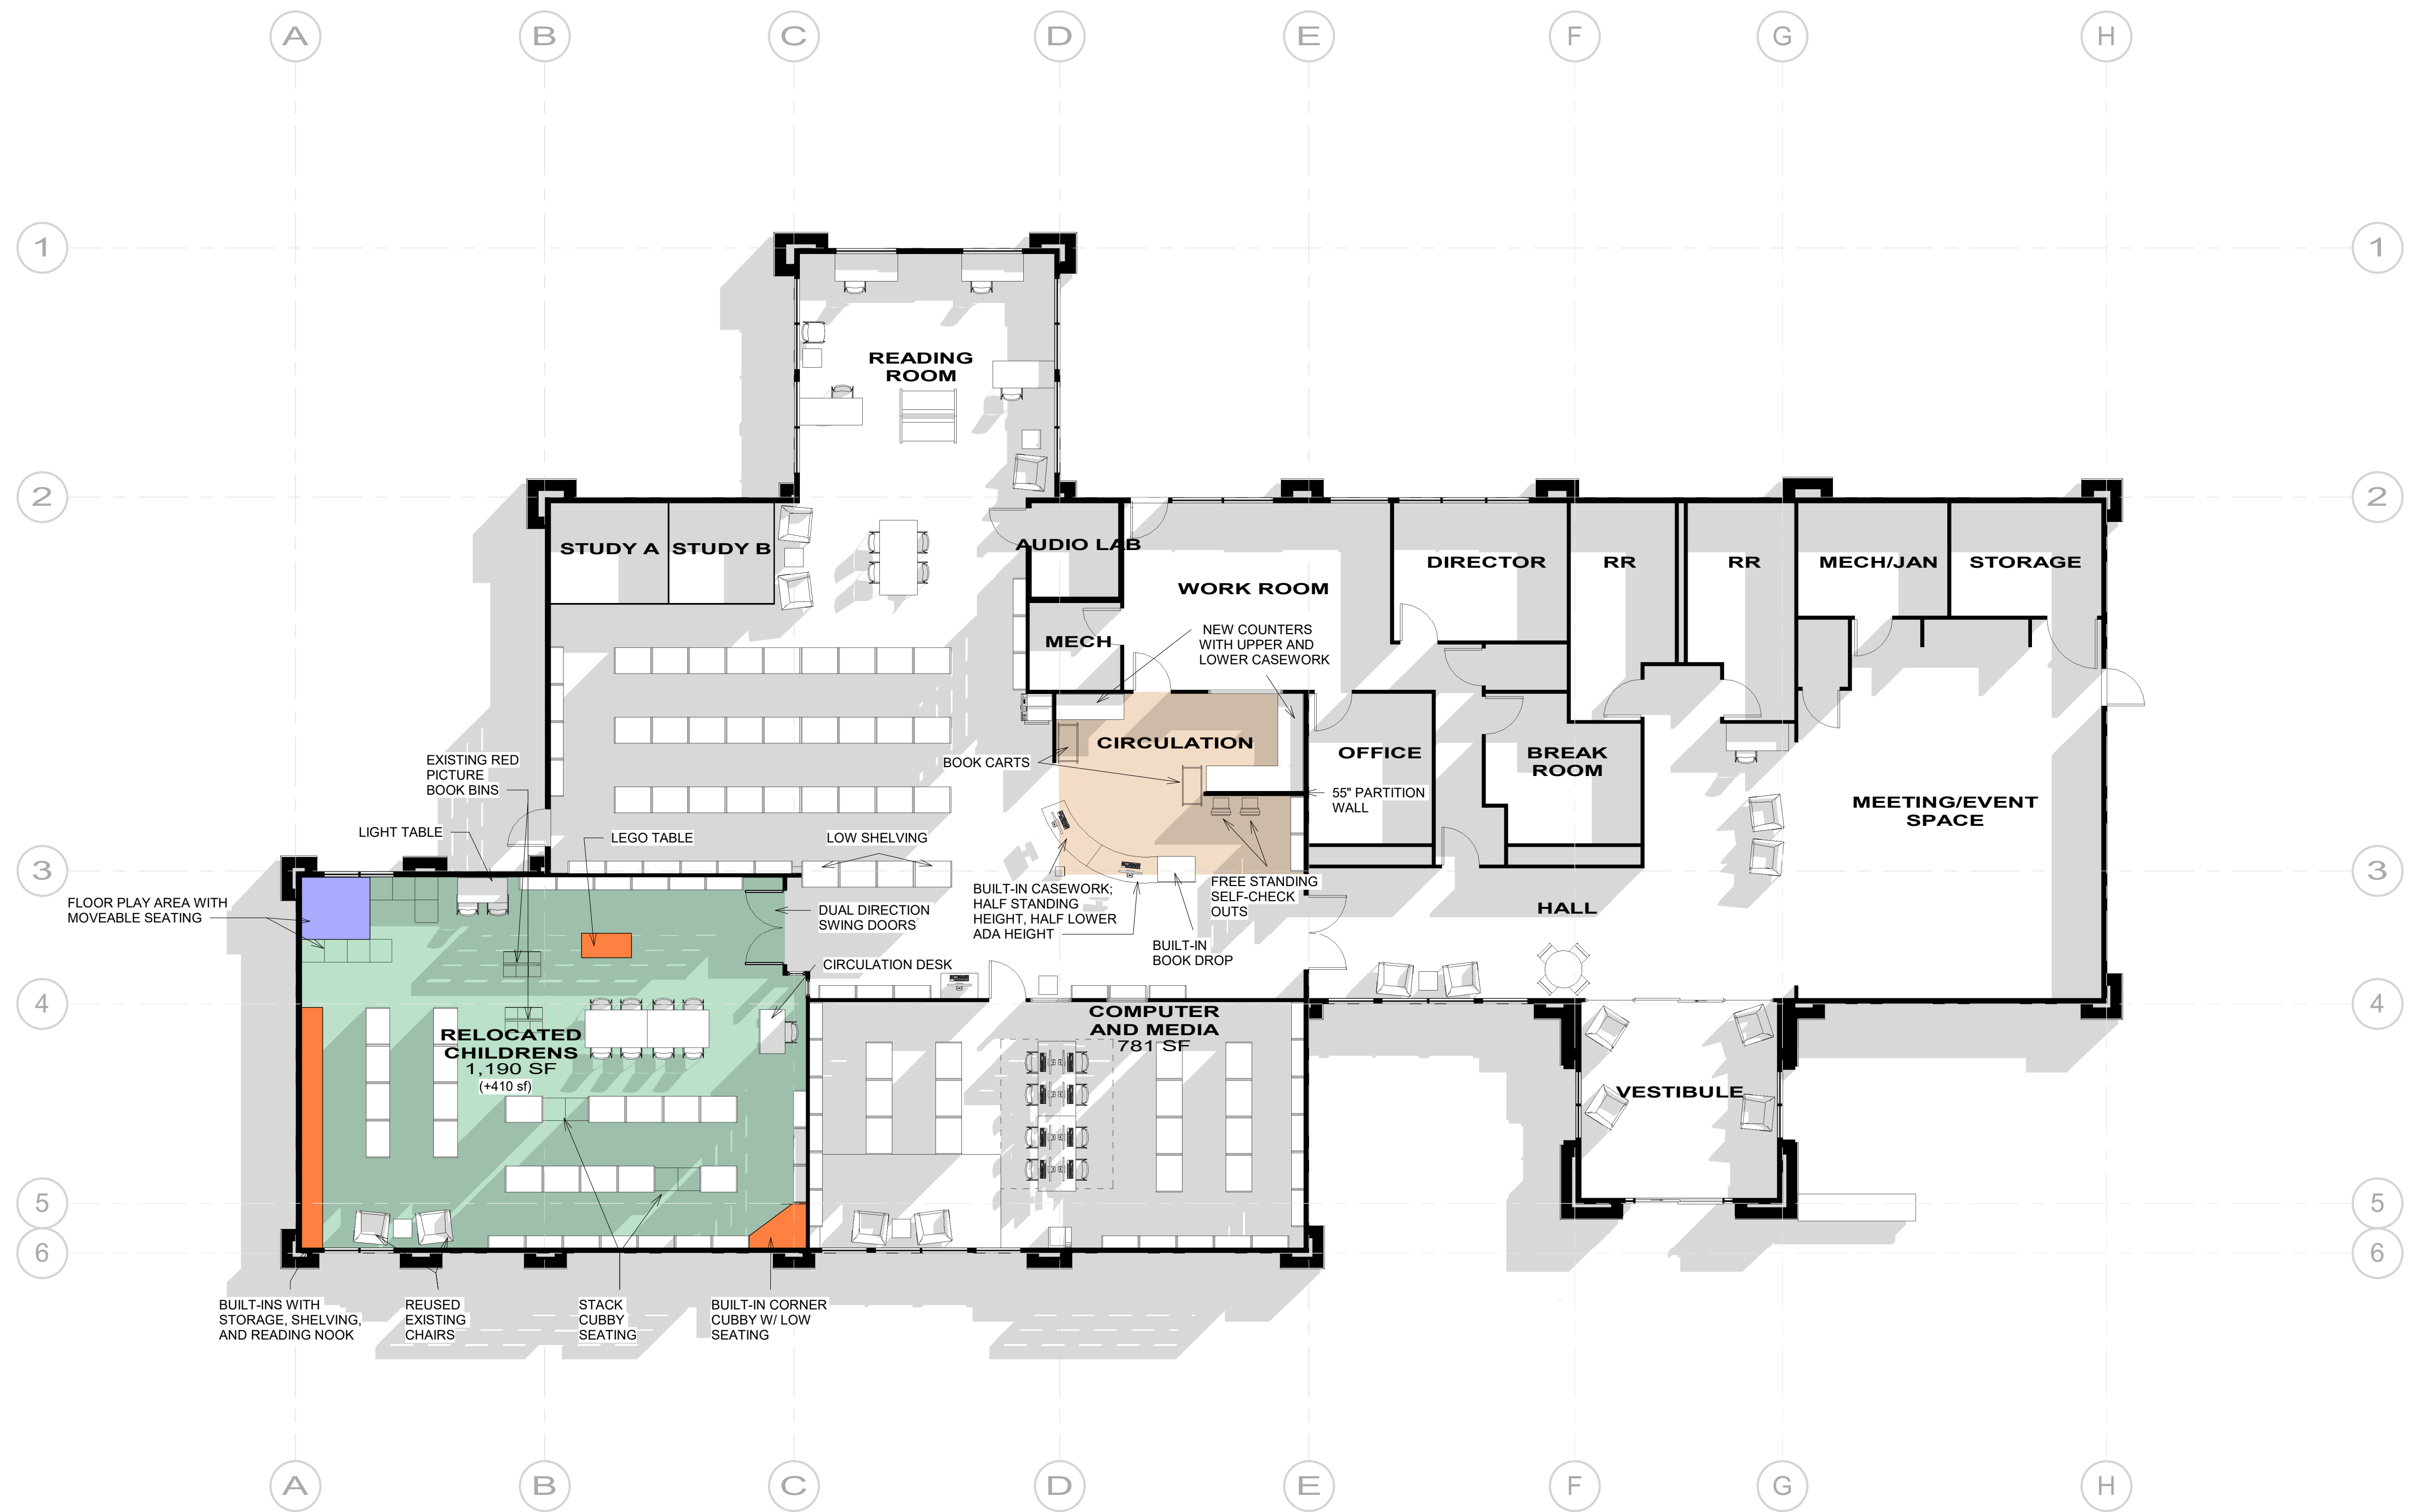 A B C D E F G H
1 1
READING
ROOM
2 2
STUDY A
STUDY B
AUDIO LAB
WORK ROOM
DIRECTOR
RR
RR
MECH/JAN
STORAGE
MECH
NEW COUNTERS
WITH UPPER AND
LOWER CASEWORK
CIRCULATION
BOOK CARTS
OFFICE
BREAK
ROOM
55" PARTITION
WALL
MEETING/EVENT
SPACE
EXISTING RED
PICTURE
BOOK BINS
LIGHT TABLE
LEGO TABLE
LOW SHELVING
3 3
FLOOR PLAY AREA WITH
MOVEABLE SEATING
DUAL DIRECTION
SWING DOORS
BUILT-IN CASEWORK;
HALF STANDING
HEIGHT, HALF LOWER
ADA HEIGHT
FREE STANDING
SELF-CHECK
OUTS
HALL
BUILT-IN
BOOK DROP
CIRCULATION DESK
4 4
RELOCATED
CHILDRENS
1,190 SF
(+410 sf)
COMPUTER
AND MEDIA
781 SF
VESTIBULE
5 5
6 6
BUILT-INS WITH
STORAGE, SHELVING,
AND READING NOOK
REUSED
EXISTING
CHAIRS
STACK
CUBBY
SEATING
BUILT-IN CORNER
CUBBY W/ LOW
SEATING
A B C D E F G H